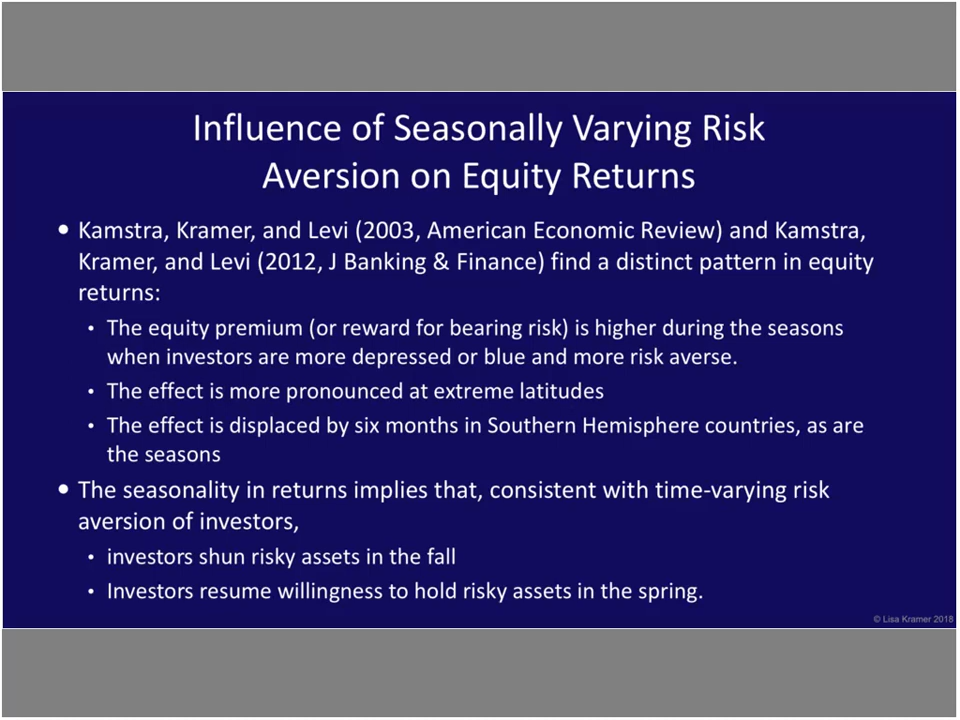 Influence of Seasonally Varying Risk
Aversion on Equity Returns
• Kamstra, Kramer, and Levi (2003, American Economic Review) and Kamstra,
Kramer, and Levi (2012, J Banking & Finance) find a distinct pattern in equity
returns:
• The equity premium (or reward for bearing risk) is higher during the seasons
when investors are more depressed or blue and more risk averse.
• The effect is more pronounced at extreme latitudes
• The effect is displaced by six months in Southern Hemisphere countries, as are
the seasons
• The seasonality in returns implies that, consistent with time-varying risk
aversion of investors,
• investors shun risky assets in the fall
• Investors resume willingness to hold risky assets in the spring.
© Lisa Kramer 2018